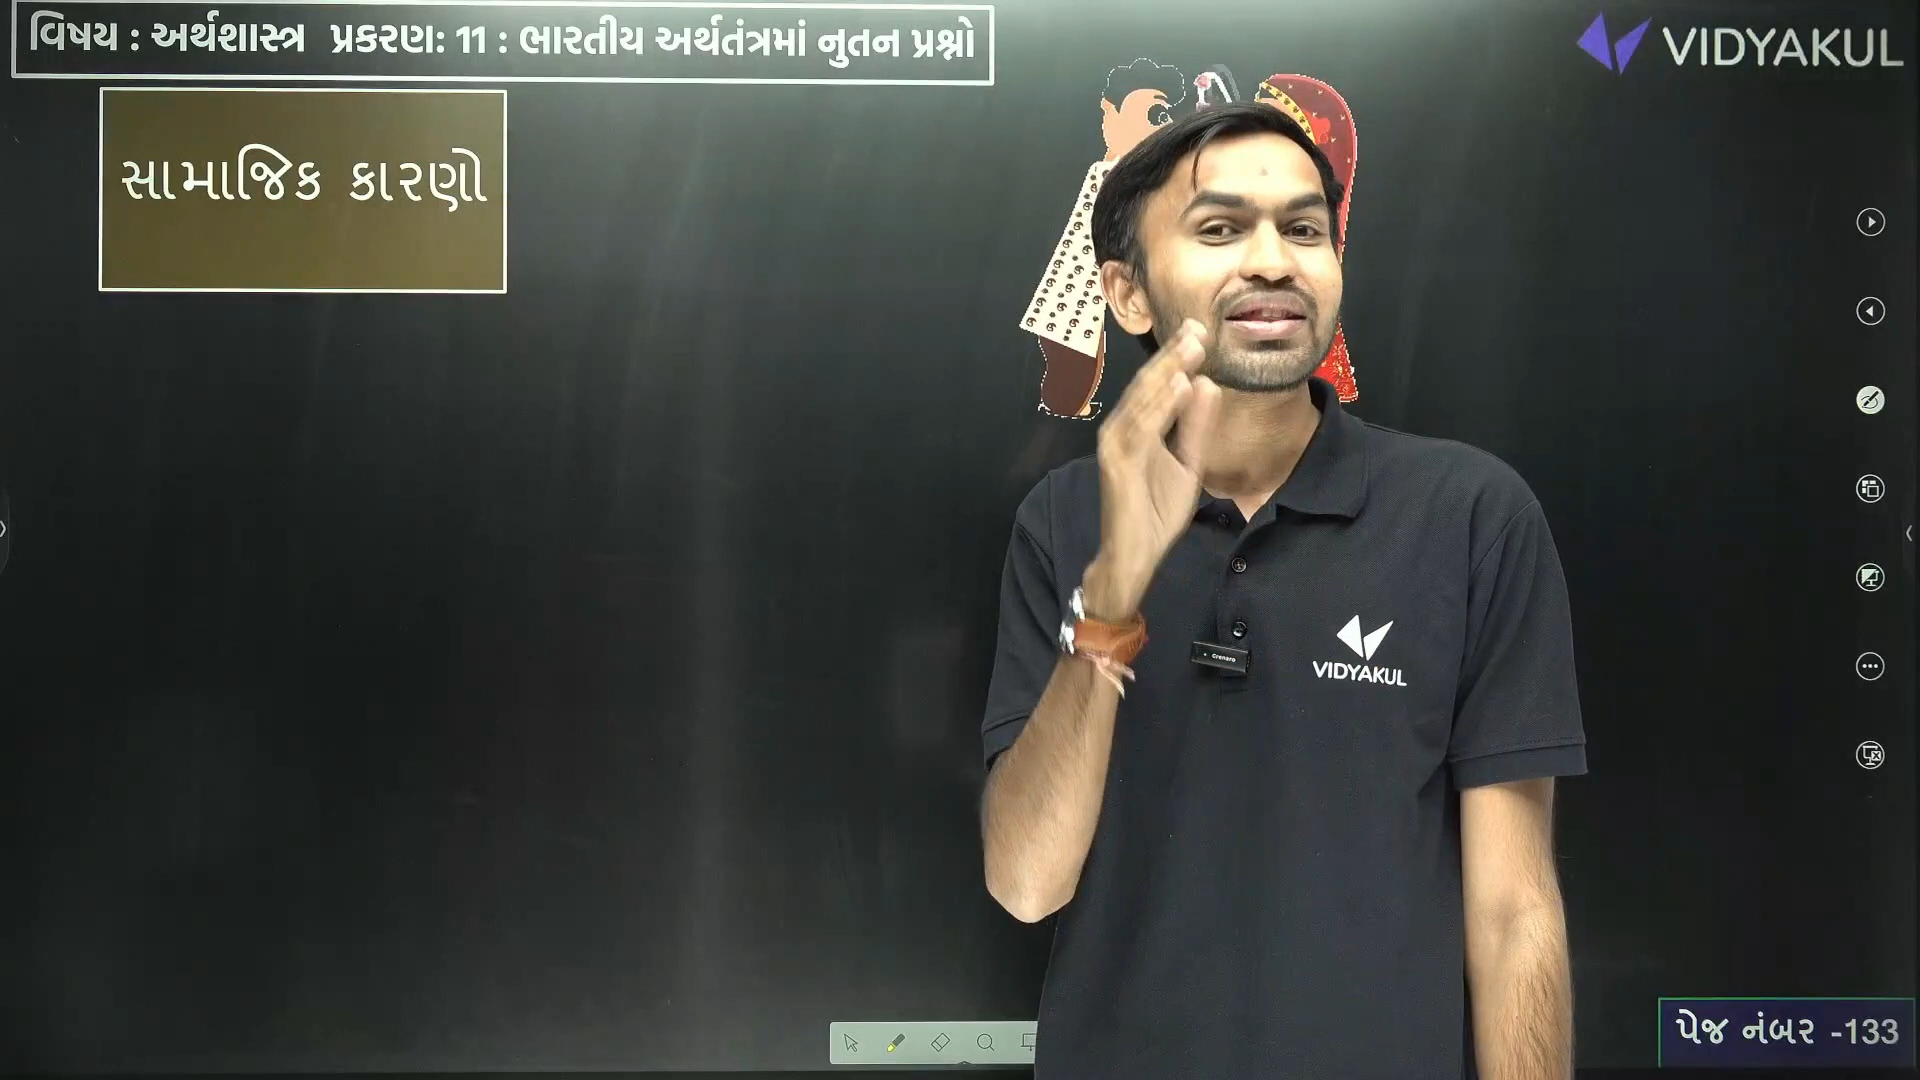 વિષય : અર્થશાસ્ત્ર પ્રકરણ: 11 : ભારતીય અર્થતંત્રમાં નુતન પ્રશ્નો
VIDYAKUL
સામાજિક કારણો
VIDYAKUL
પેજ નંબર -133